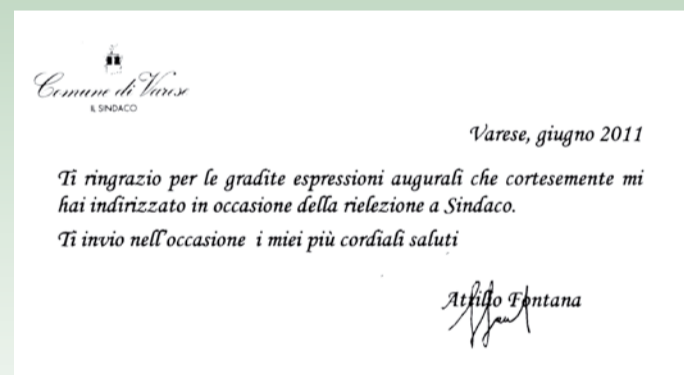 Comune di Varese
IL SINDACO
Varese, giugno 2011
Ti ringrazio per le gradite espressioni augurali che cortesemente mi
hai indirizzato in occasione della rielezione a Sindaco.
Ti invio nell'occasione i miei più cordiali saluti
Attilio Fontana